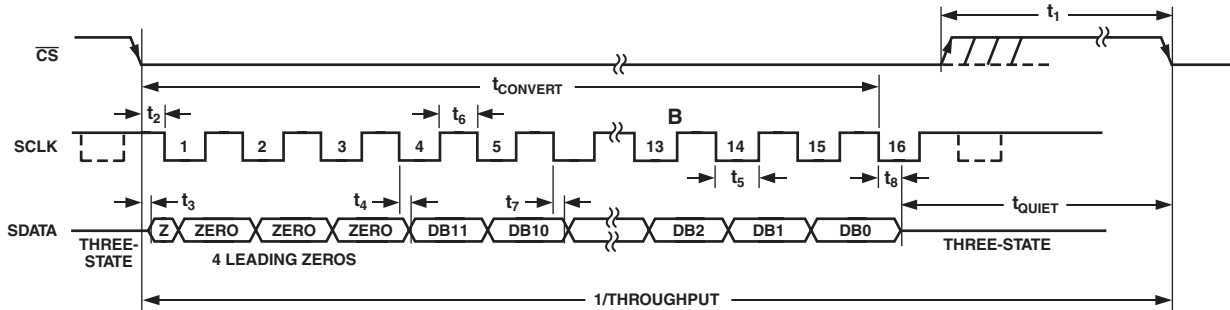 t1
CS
tCONVERT
t2
t6
B
SCLK
1
2
3
4
5
13
14
15
16
t5
t8
t3
t4
t7
tQUIET
SDATA
Z
ZERO
ZERO
ZERO
DB11
DB10
DB2
DB1
DB0
THREE-
STATE
THREE-STATE
4 LEADING ZEROS
1/THROUGHPUT